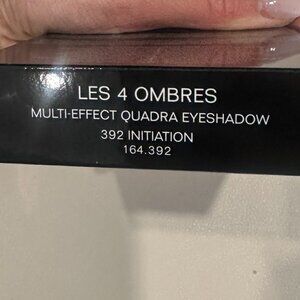 LES 4 OMBRES
MULTI-EFFECT QUADRA EYESHADOW
392 INITIATION
164.392